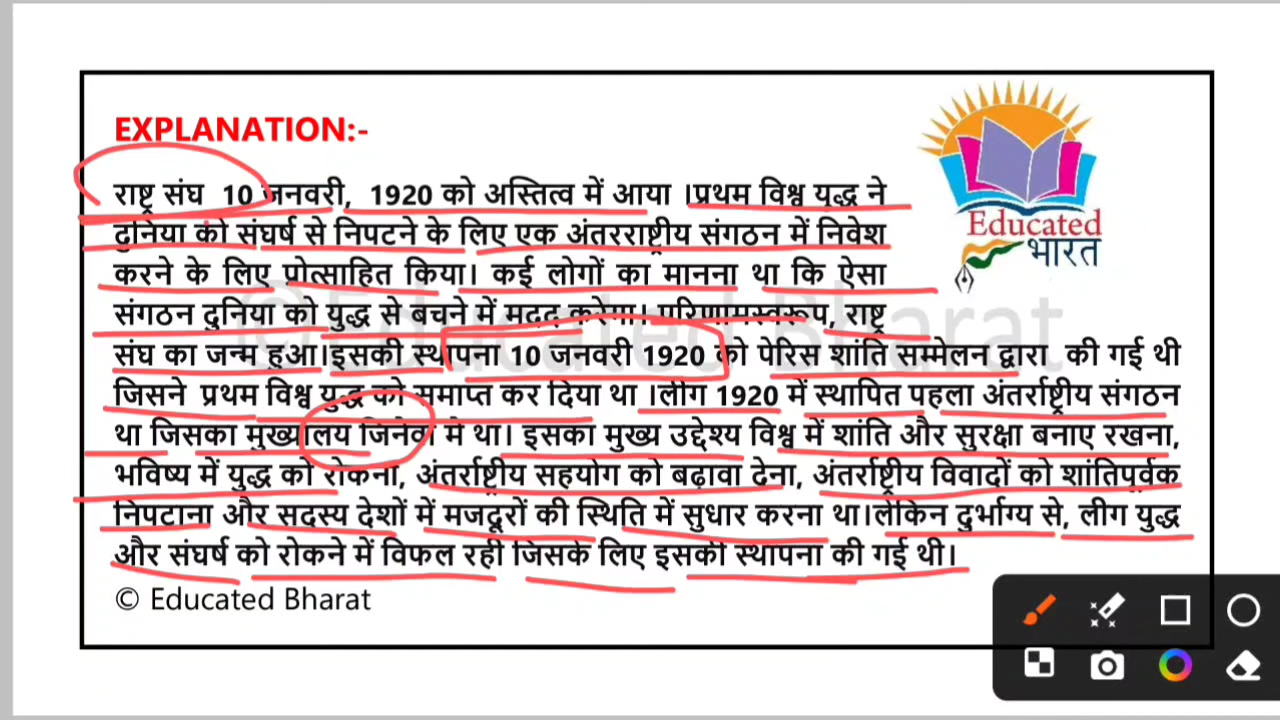 EXPLANATION:-
राष्ट्र संघ 10 जनवरी, 1920 को अस्तित्व में आया ।प्रथम विश्व युद्ध ने
दुनिया को संघर्ष से निपटने के लिए एक अंतरराष्ट्रीय संगठन में निवेश
करने के लिए प्रोत्साहित किया। कई लोगों का मानना था कि ऐसा
संगठन दुनिया को युद्ध से बचने में मदद करेगा। परिणामस्वरूप, राष्ट्र
संघ का जन्म हुआ।इसकी स्थापना 10 जनवरी 1920 को पेरिस शांति सम्मेलन द्वारा की गई थी
जिसने प्रथम विश्व युद्ध को समाप्त कर दिया था ।लीग 1920 में स्थापित पहला अंतर्राष्ट्रीय संगठन
था जिसका मुख्यालय जिनेवा में था। इसका मुख्य उद्देश्य विश्व में शांति और सुरक्षा बनाए रखना,
भविष्य में युद्ध को रोकना, अंतर्राष्ट्रीय सहयोग को बढ़ावा देना, अंतर्राष्ट्रीय विवादों को शांतिपूर्वक
निपटाना और सदस्य देशों में मजदूरों की स्थिति में सुधार करना था।लेकिन दुर्भाग्य से, लीग युद्ध
और संघर्ष को रोकने में विफल रही जिसके लिए इसकी स्थापना की गई थी।
© Educated Bharat
Educated
भारत
©Educated Bharat